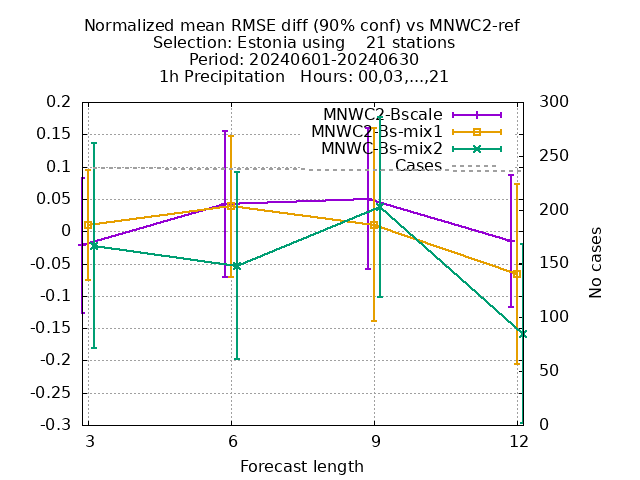 Normalized mean RMSE diff (90% conf) vs MNWC2-ref
Selection: Estonia using 21 stations
Period: 20240601-20240630
1h Precipitation Hours: 00,03,...,21
MNWC2-Bscale
MNWC2-Bs-mix1
MNWC-Bs-mix2
Cases
0.2
0.15
0.1
0.05
0
-0.05
-0.1
-0.15
-0.2
-0.25
-0.3
300
250
200
150
100
50
0
No cases
3 6 9 12
Forecast length